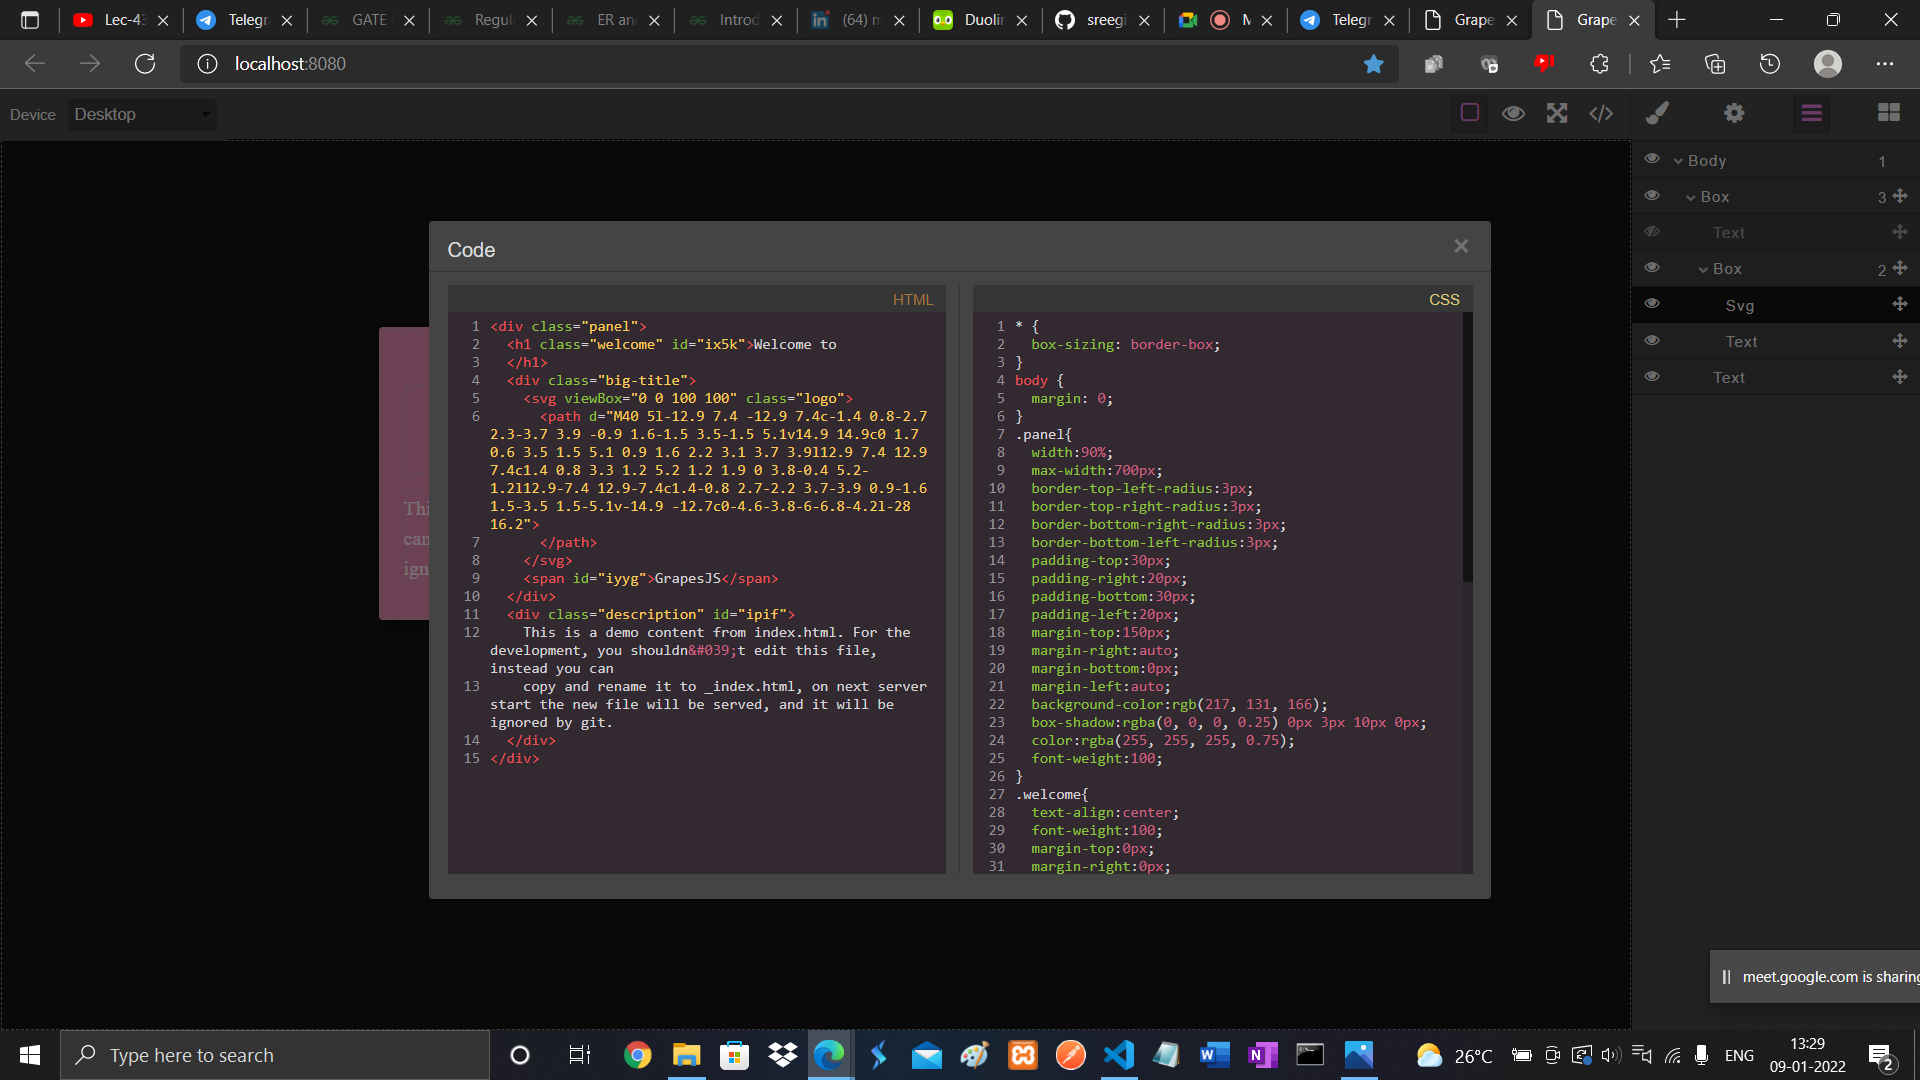 Lec-43
Telegr
GATE
Regula
ER and
Introd
(64) m
Duolin
sreegi
M
Telegr
Grape
Grape
localhost:8080
Device
Desktop
Body
1
Box
3
Text
Box
2
Svg
Text
Text
Code
HTML
1 <div class="panel">
2 <h1 class="welcome" id="ix5k">Welcome to
3 </h1>
4 <div class="big-title">
5 <svg viewBox="0 0 100 100" class="logo">
6 <path d="M40 5l-12.9 7.4 -12.9 7.4c-1.4 0.8-2.7
2.3-3.7 3.9 -0.9 1.6-1.5 3.5-1.5 5.1v14.9 14.9c0 1.7
0.6 3.5 1.5 5.1 0.9 1.6 2.2 3.1 3.7 3.9l12.9 7.4 12.9
7.4c1.4 0.8 3.3 1.2 5.2 1.2 1.9 0 3.8-0.4 5.2-
1.2l12.9-7.4 12.9-7.4c1.4-0.8 2.7-2.2 3.7-3.9 0.9-1.6
1.5-3.5 1.5-5.1v-14.9 -12.7c0-4.6-3.8-6-6.8-4.2l-28
16.2">
7 </path>
8 </svg>
9 <span id="iyyg">GrapesJS</span>
10 </div>
11 <div class="description" id="ipif">
12 This is a demo content from index.html. For the
development, you shouldn&#039;t edit this file,
instead you can
13 copy and rename it to _index.html, on next server
start the new file will be served, and it will be
ignored by git.
14 </div>
15 </div>
CSS
1 * {
2 box-sizing: border-box;
3 }
4 body {
5 margin: 0;
6 }
7 .panel{
8 width:90%;
9 max-width:700px;
10 border-top-left-radius:3px;
11 border-top-right-radius:3px;
12 border-bottom-right-radius:3px;
13 border-bottom-left-radius:3px;
14 padding-top:30px;
15 padding-right:20px;
16 padding-bottom:30px;
17 padding-left:20px;
18 margin-top:150px;
19 margin-right:auto;
20 margin-bottom:0px;
21 margin-left:auto;
22 background-color:rgb(217, 131, 166);
23 box-shadow:rgba(0, 0, 0, 0.25) 0px 3px 10px 0px;
24 color:rgba(255, 255, 255, 0.75);
25 font-weight:100;
26 }
27 .welcome{
28 text-align:center;
29 font-weight:100;
30 margin-top:0px;
31 margin-right:0px;
Thi
can
ign
meet.google.com is sharing
Type here to search
26°C
ENG
13:29
09-01-2022
2